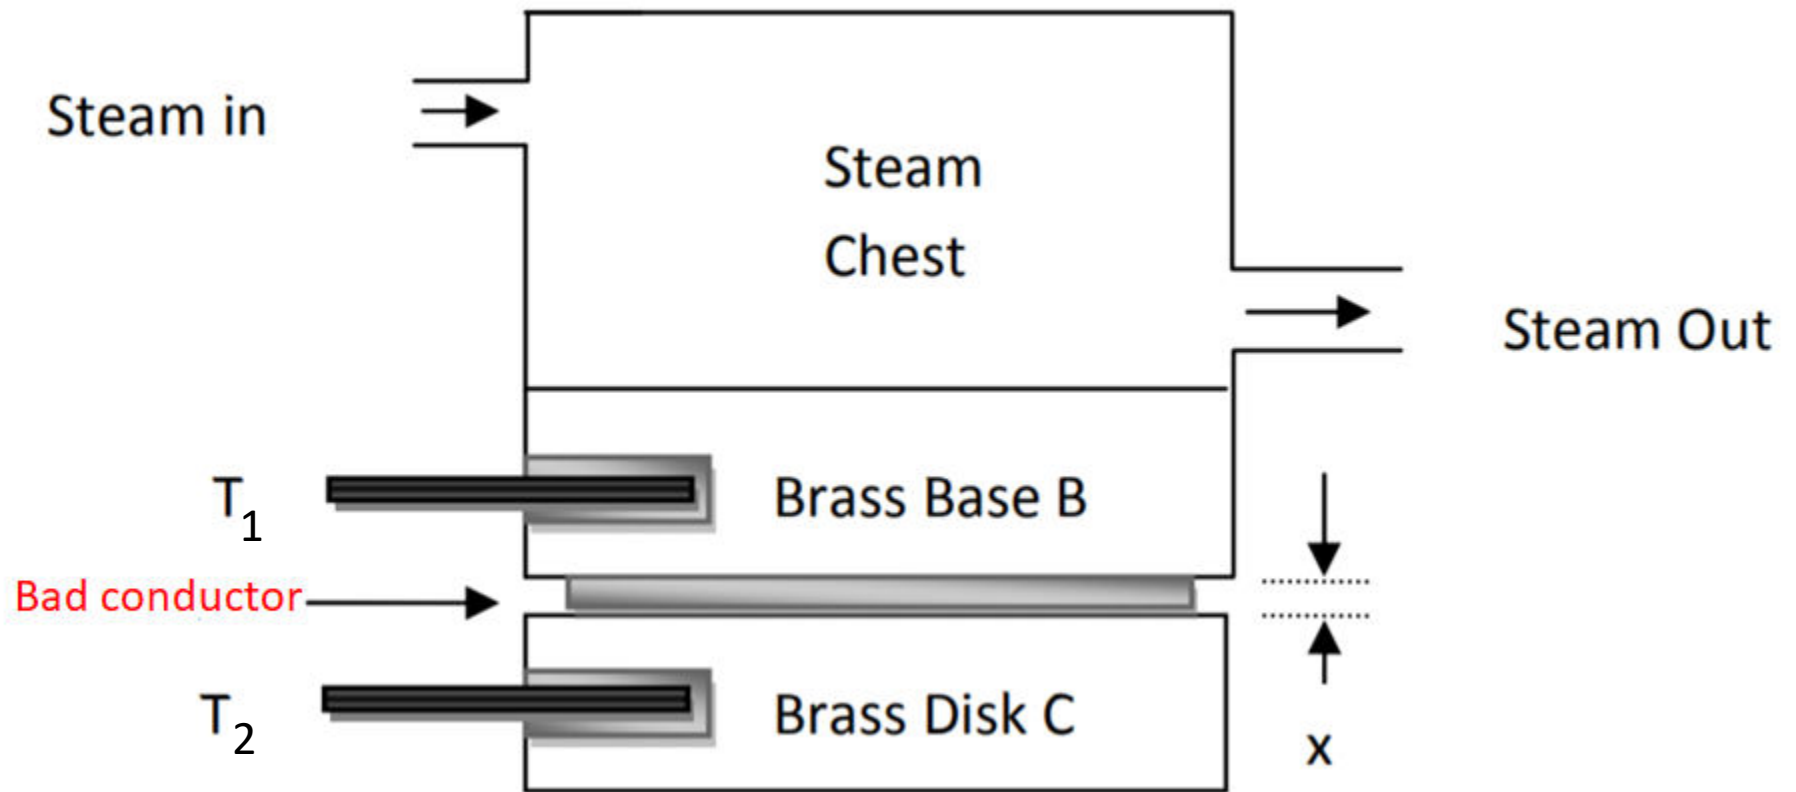 Steam in
Steam
Chest
Steam Out
T1
Brass Base B
Bad conductor
T2
Brass Disk C
x